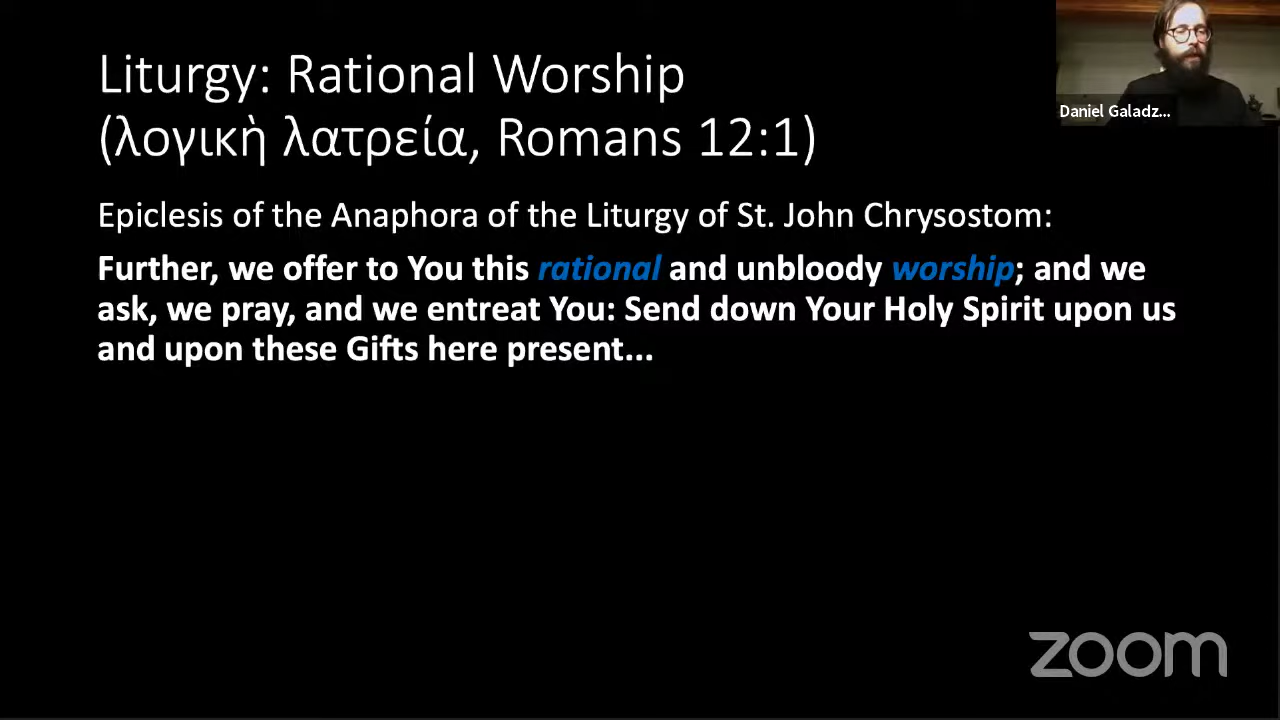 Liturgy: Rational Worship
(λογικὴ λατρεία, Romans 12:1)
Epiclesis of the Anaphora of the Liturgy of St. John Chrysostom:
Further, we offer to You this rational and unbloody worship; and we
ask, we pray, and we entreat You: Send down Your Holy Spirit upon us
and upon these Gifts here present...
Daniel Galadz...
zoom